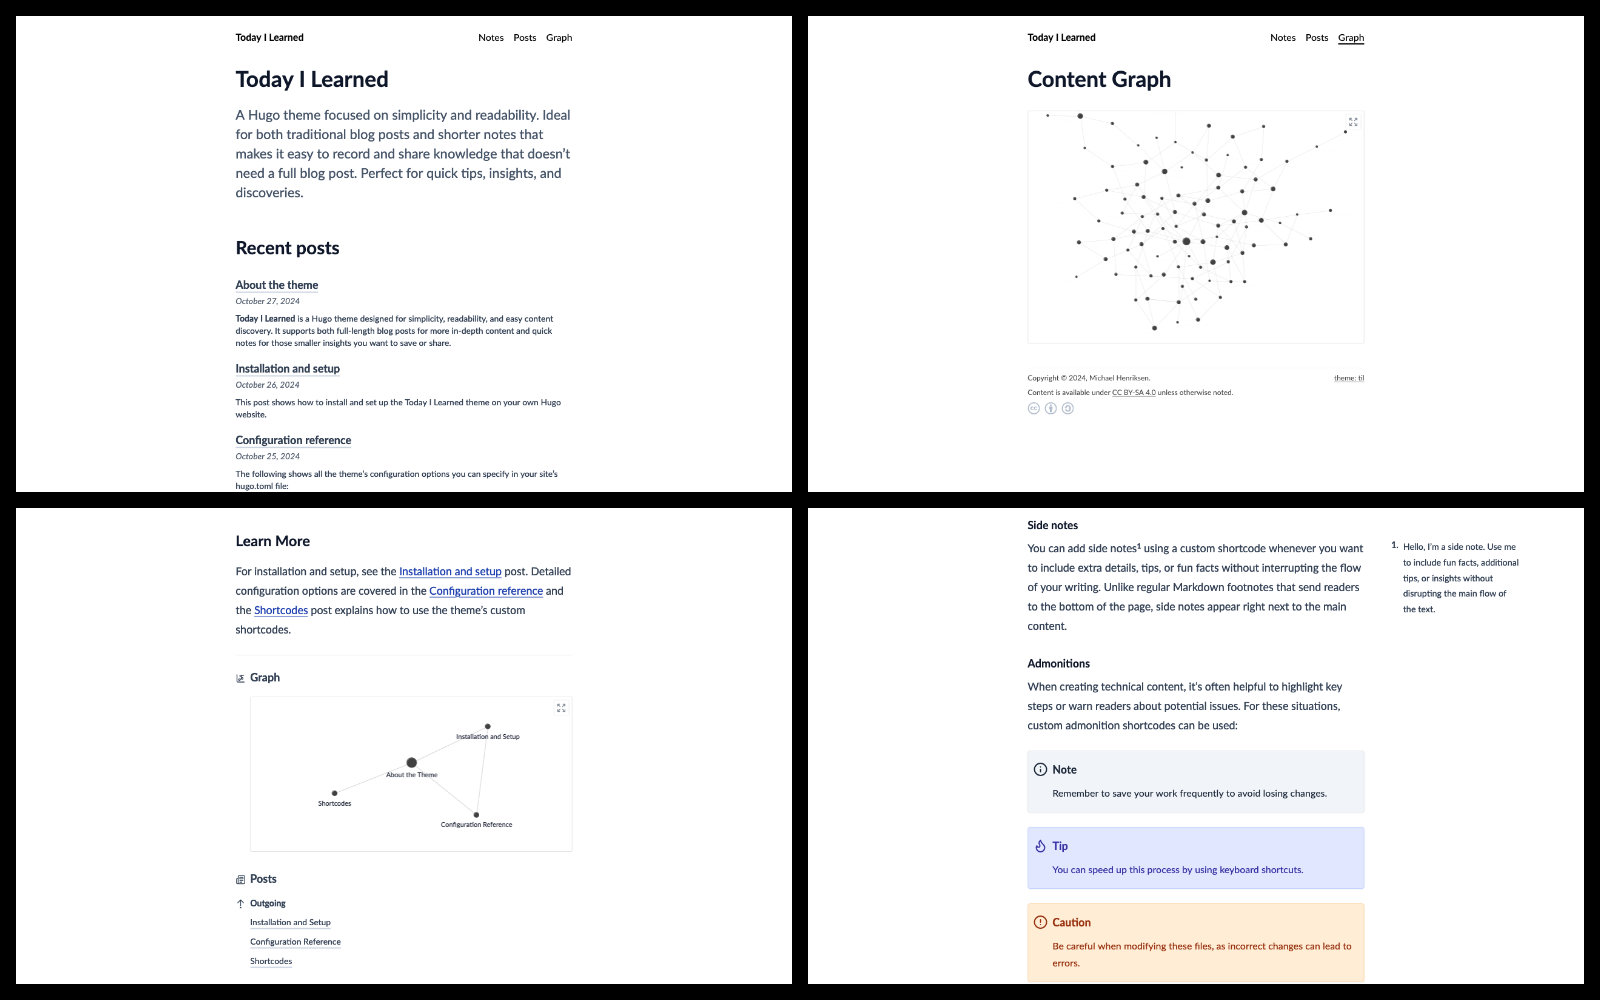 Today I Learned
Notes Posts Graph
Today I Learned
A Hugo theme focused on simplicity and readability. Ideal
for both traditional blog posts and shorter notes that
makes it easy to record and share knowledge that doesn't
need a full blog post. Perfect for quick tips, insights, and
discoveries.
Recent posts
About the theme
October 27, 2024
Today I Learned is a Hugo theme designed for simplicity, readability, and easy content
discovery. It supports both full-length blog posts for more in-depth content and quick
notes for those smaller insights you want to save or share.
Installation and setup
October 26, 2024
This post shows how to install and set up the Today I Learned theme on your own Hugo
website.
Configuration reference
October 25, 2024
The following shows all the theme's configuration options you can specify in your site's
hugo.toml file:
Today I Learned
Notes Posts Graph
Content Graph
Copyright © 2024, Michael Henriksen.
theme: til
Content is available under CC BY-SA 4.0 unless otherwise noted.
Learn More
For installation and setup, see the Installation and setup post. Detailed
configuration options are covered in the Configuration reference and
the Shortcodes post explains how to use the theme's custom
shortcodes.
Graph
Installation and Setup
About the Theme
Shortcodes
Configuration Reference
Posts
Outgoing
Installation and Setup
Configuration Reference
Shortcodes
Side notes
You can add side notes1 using a custom shortcode whenever you want
to include extra details, tips, or fun facts without interrupting the flow
of your writing. Unlike regular Markdown footnotes that send readers
to the bottom of the page, side notes appear right next to the main
content.
1. Hello, I'm a side note. Use me
to include fun facts, additional
tips, or insights without
disrupting the main flow of
the text.
Admonitions
When creating technical content, it's often helpful to highlight key
steps or warn readers about potential issues. For these situations,
custom admonition shortcodes can be used:
Note
Remember to save your work frequently to avoid losing changes.
Tip
You can speed up this process by using keyboard shortcuts.
Caution
Be careful when modifying these files, as incorrect changes can lead to
errors.